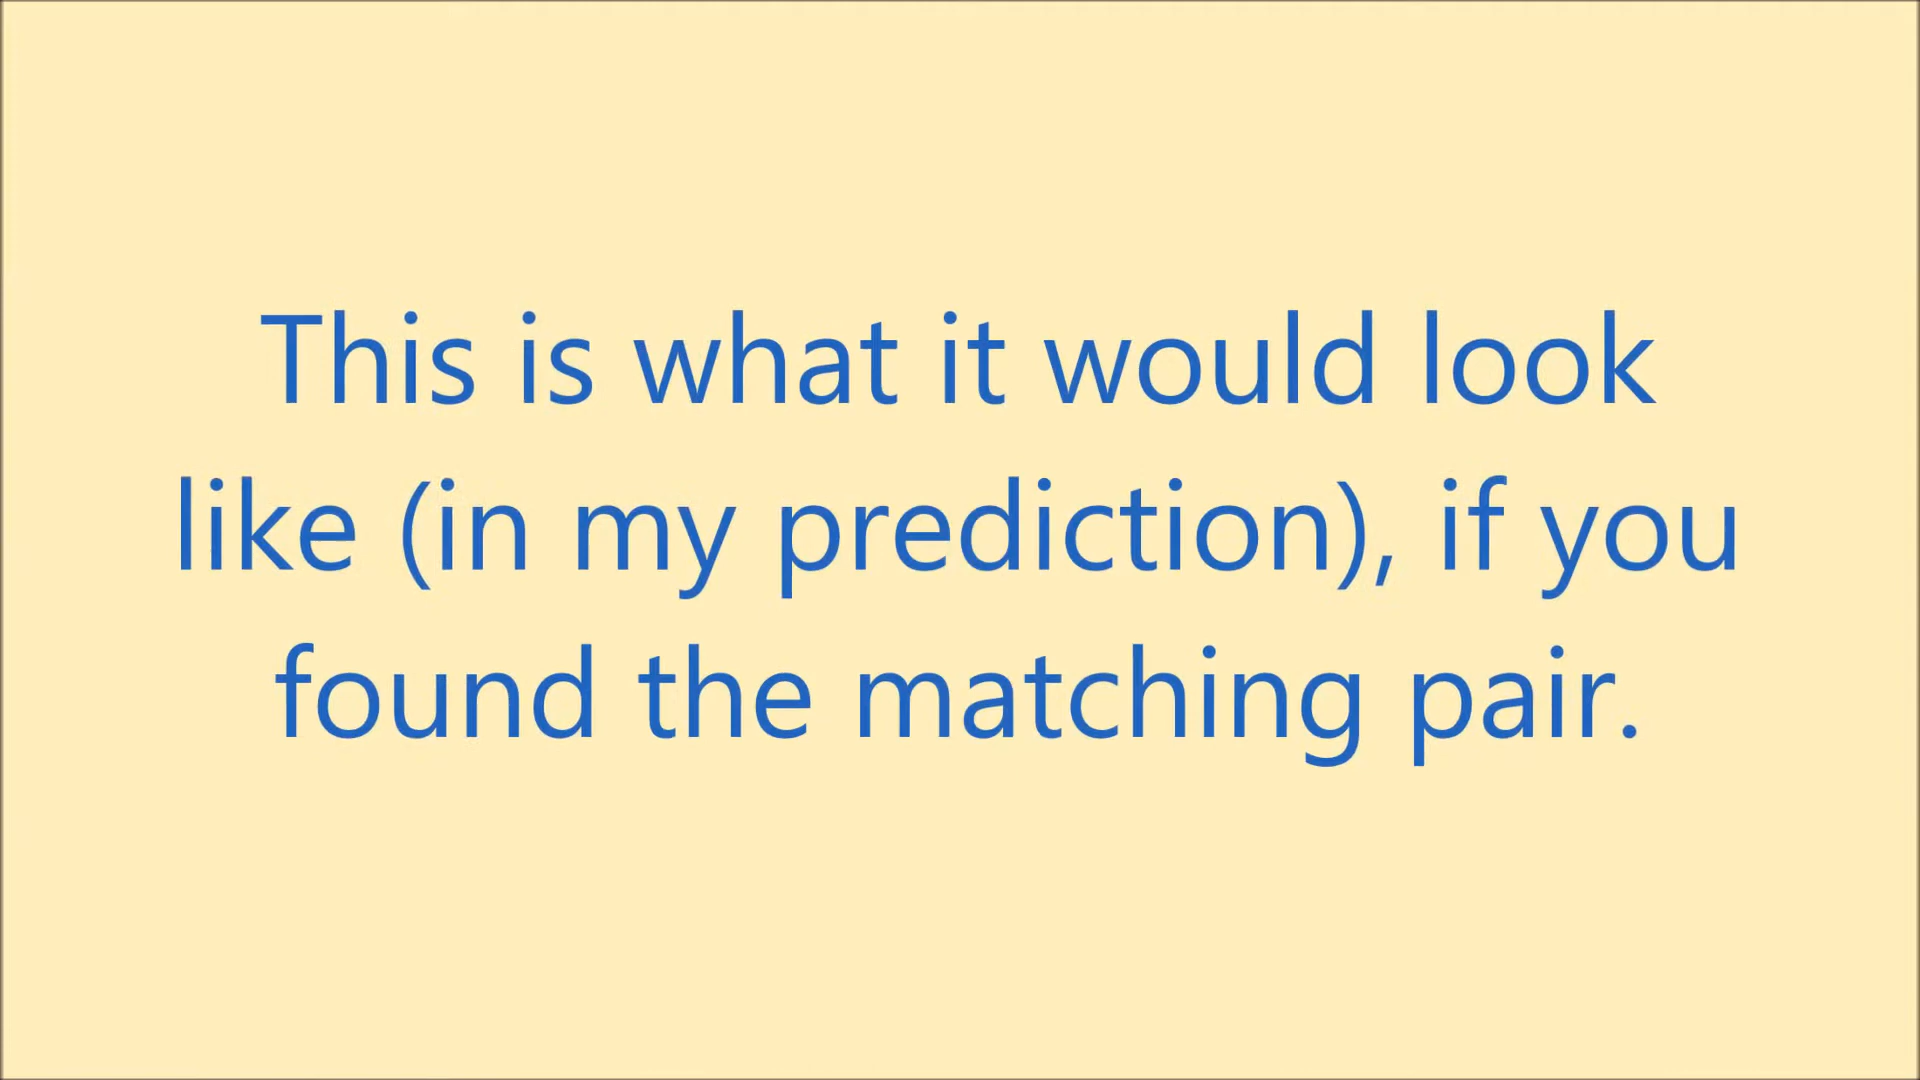 This is what it would look
like (in my prediction), if you
found the matching pair.